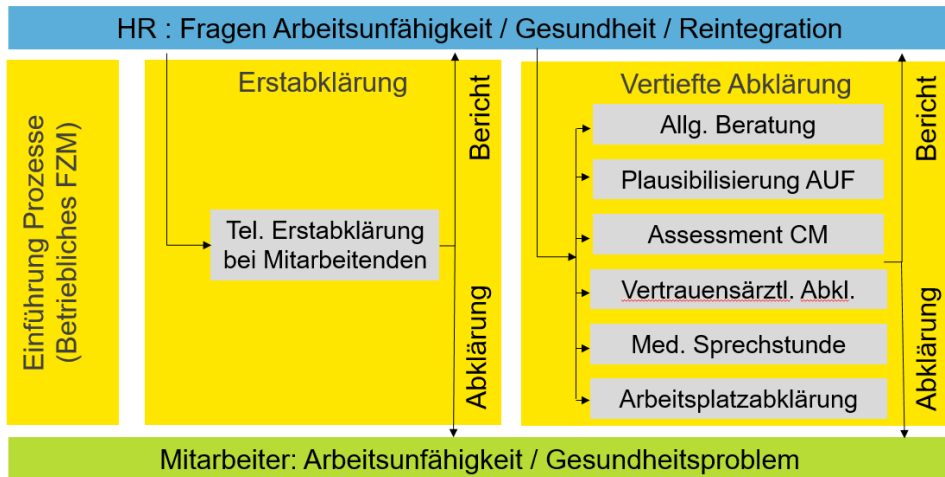 HR : Fragen Arbeitsunfähigkeit / Gesundheit / Reintegration
Einführung Prozesse
(Betriebliches FZM)
Erstabklärung
Tel. Erstabklärung
bei Mitarbeitenden
Bericht
Abklärung
Vertiefte Abklärung
Allg. Beratung
Plausibilisierung AUF
Assessment CM
Vertrauensärztl. Abkl.
Med. Sprechstunde
Arbeitsplatzabklärung
Bericht
Abklärung
Mitarbeiter: Arbeitsunfähigkeit / Gesundheitsproblem